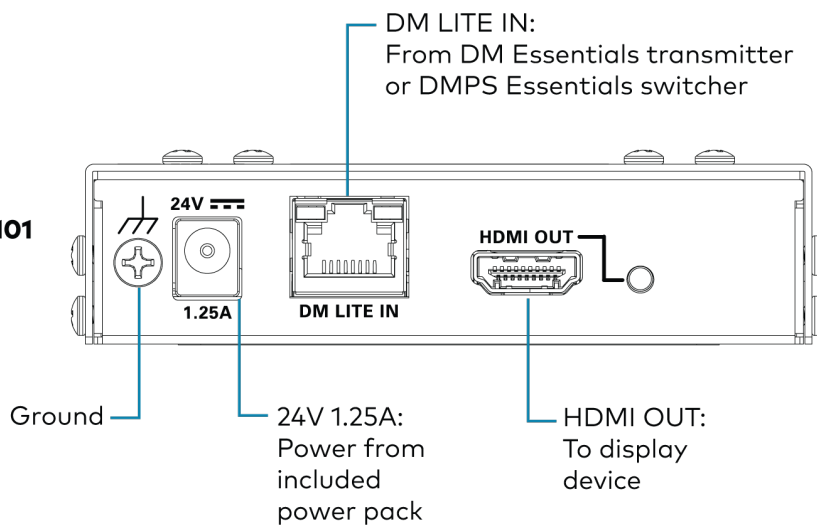 DM LITE IN:
From DM Essentials transmitter
or DMPS Essentials switcher
101
24V
HDMI OUT
1.25A
DM LITE IN
Ground
24V 1.25A:
Power from
included
power pack
HDMI OUT:
To display
device